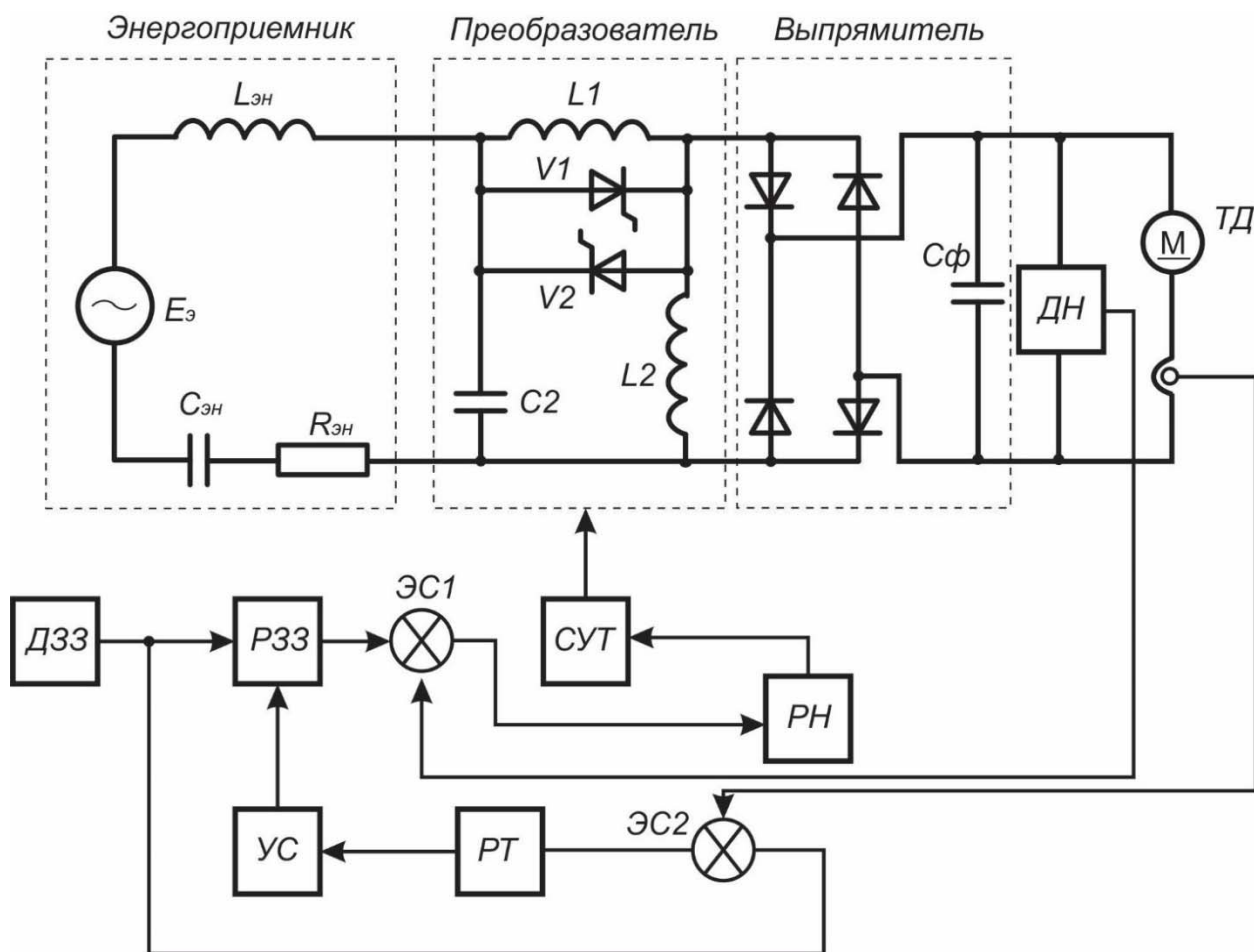 Энергоприемник Преобразователь Выпрямитель
Lэн L1
V1
ТД
M
Cф
Eэ V2 ДН
L2
Cэн C2
Rэн
ЭС1
ДЗЗ РЗЗ СУТ
РН
ЭС2
УС РТ